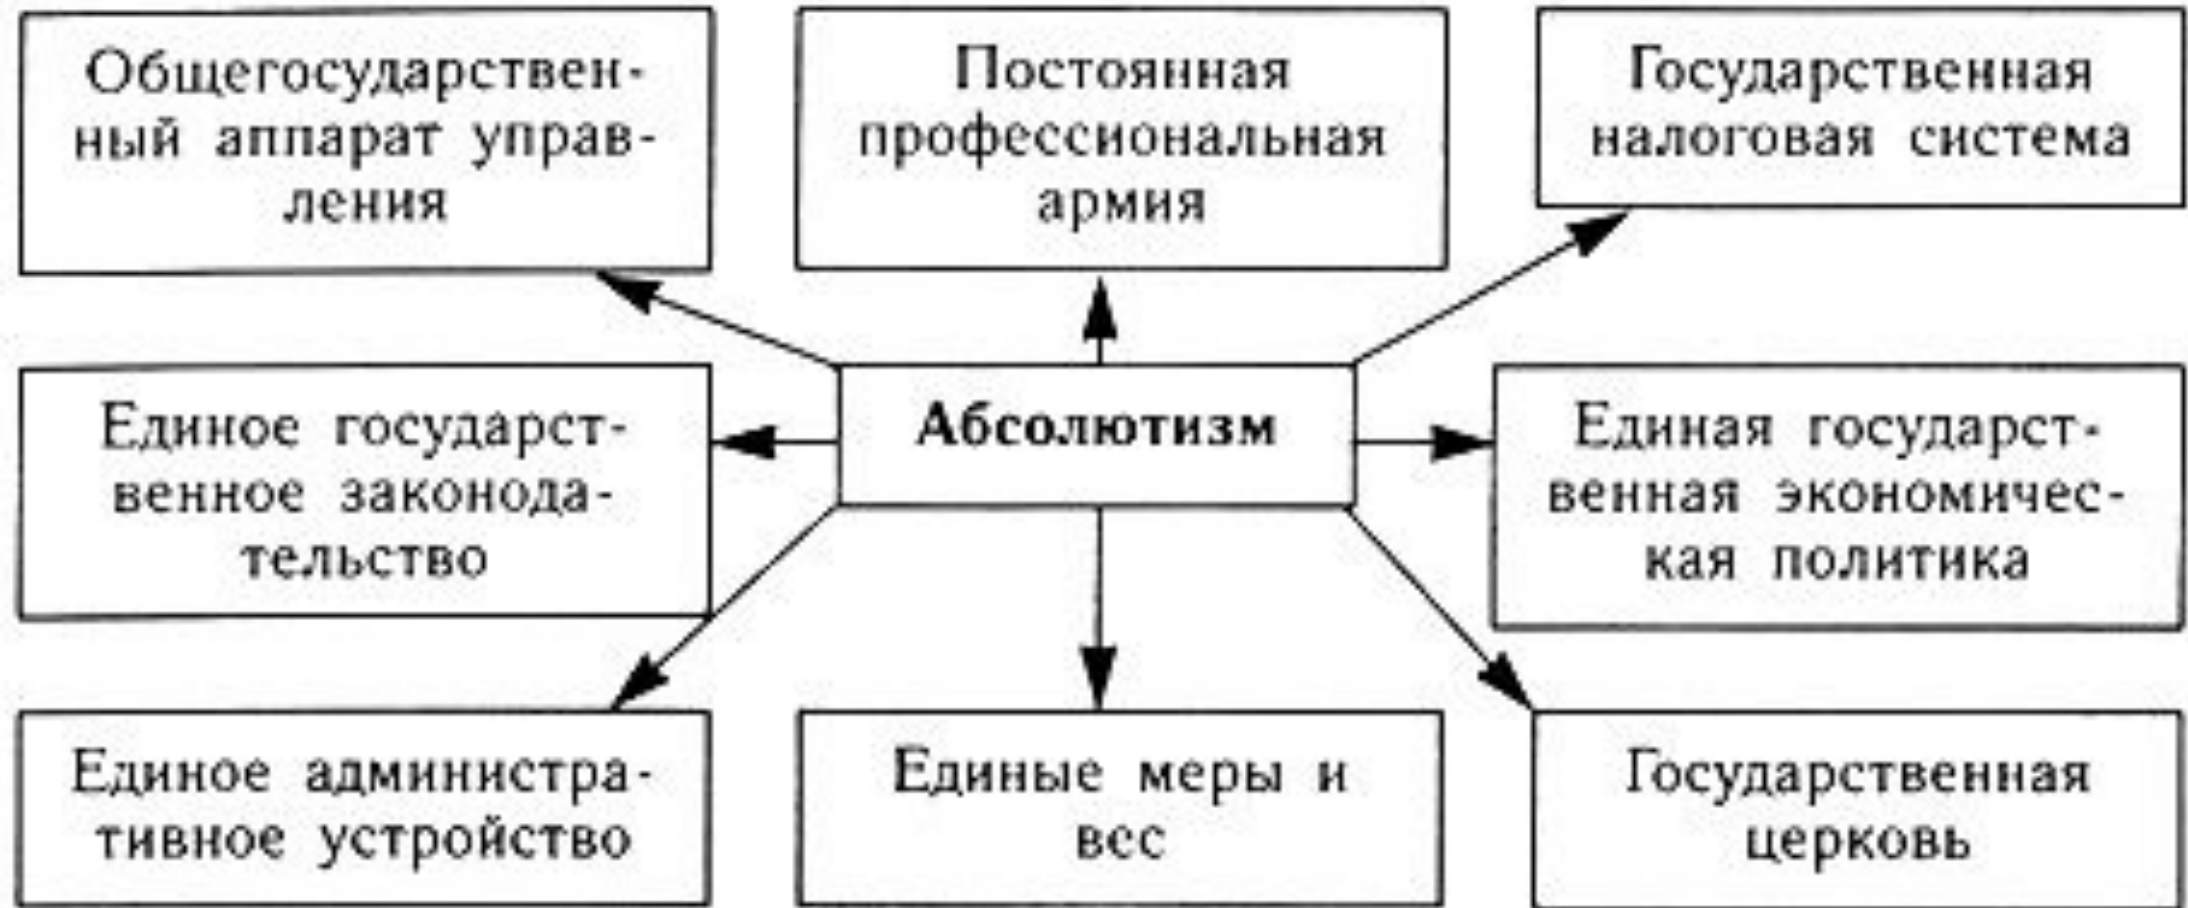 Общегосударствен-
ный аппарат управ-
ления
Постоянная
профессиональная
армия
Государственная
налоговая система
Единое государст-
венное законода-
тельство
Абсолютизм
Единая государст-
венная экономичес-
кая политика
Единое администра-
тивное устройство
Единые меры и
вес
Государственная
церковь